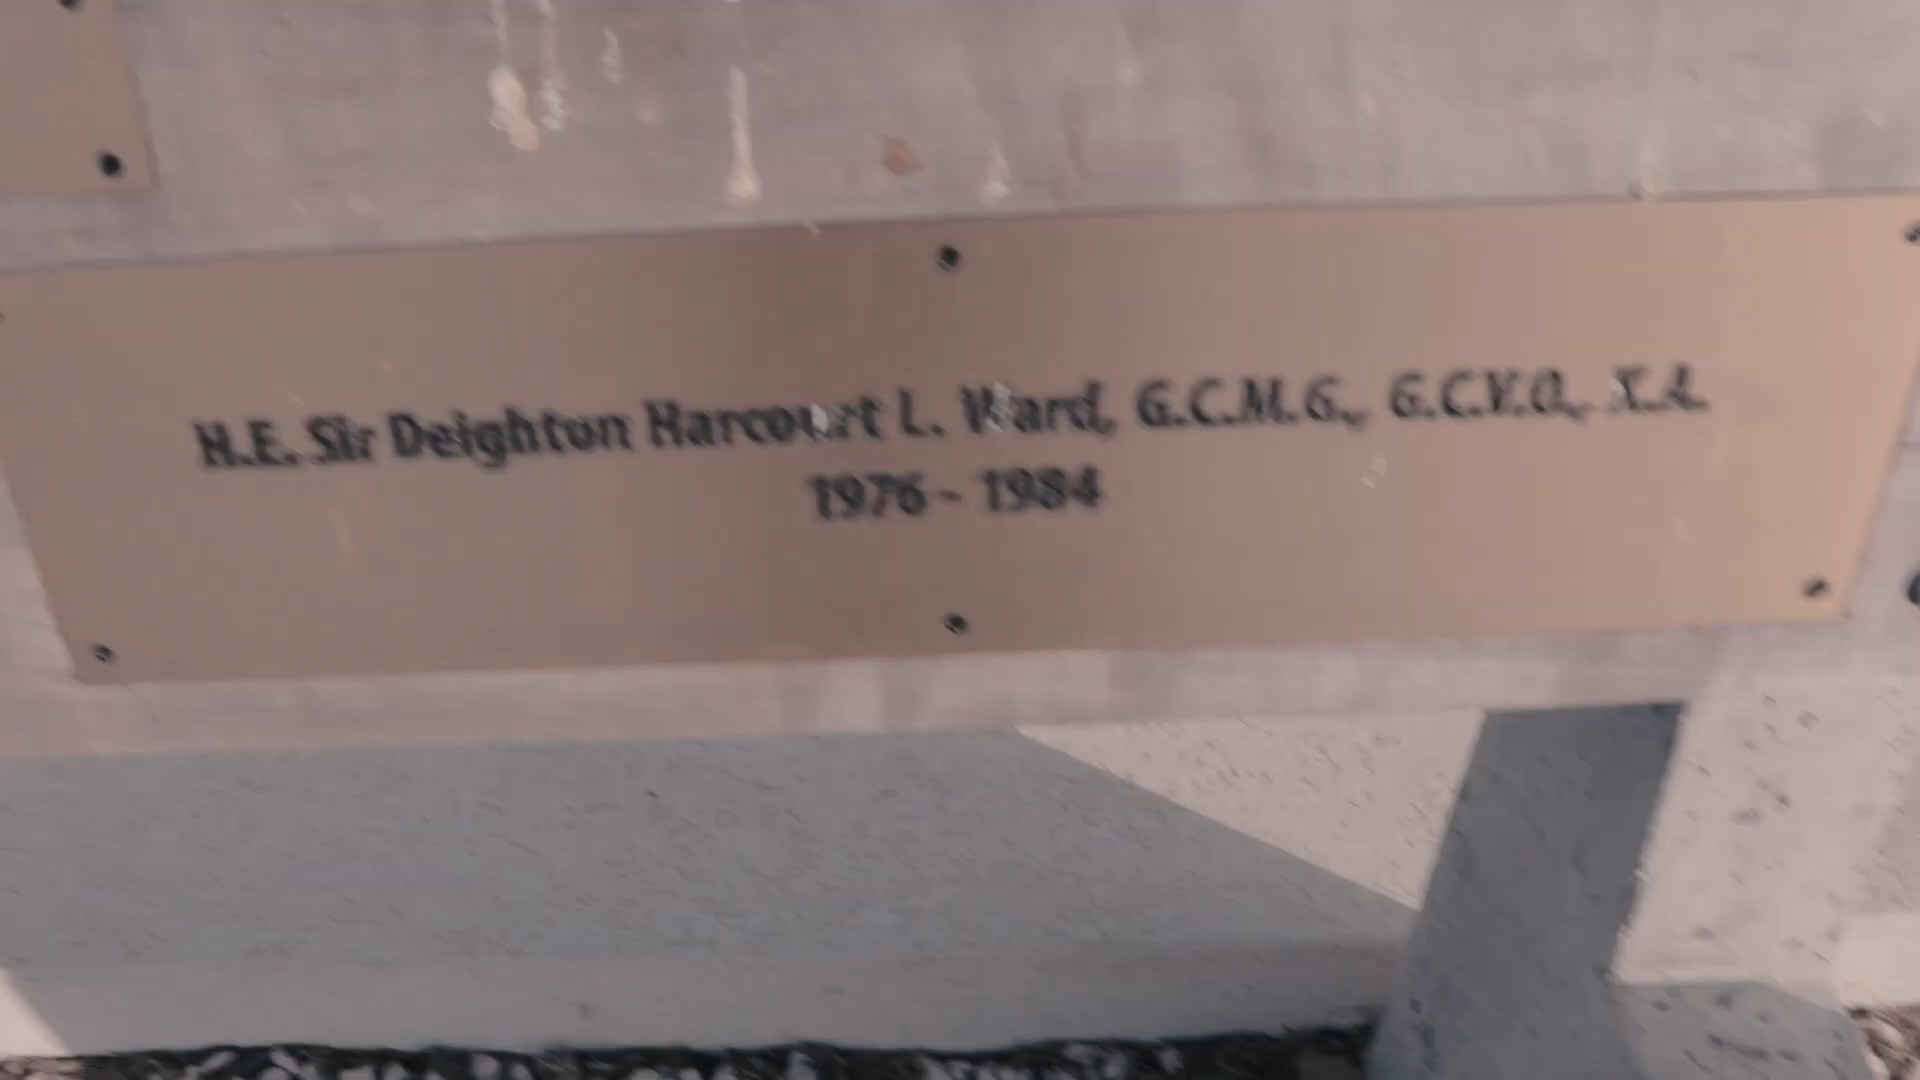 H.E. Sir Deighton Harcourt L. Ward, G.C.M.G., G.C.V.O., K.A.
1976 - 1984